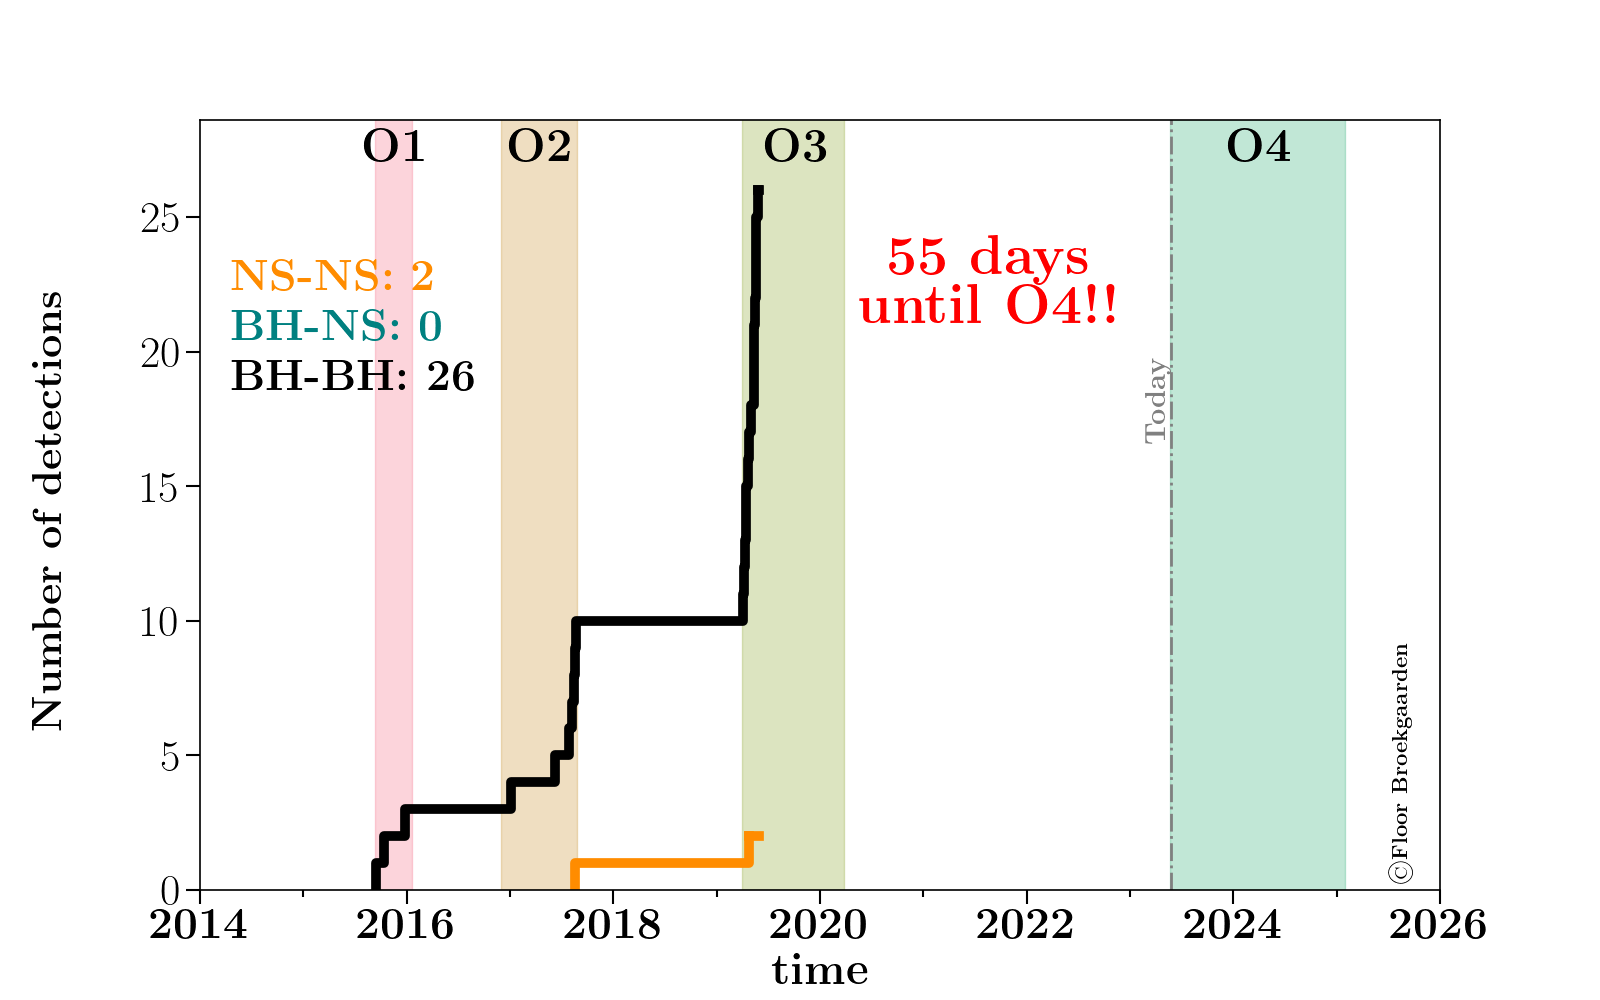 O1 O2 O3 O4
55 days
until O4!!
NS-NS: 2
BH-NS: 0
BH-BH: 26
Today
Number of detections
25
20
15
10
5
0
©Floor Broekgaarden
2014 2016 2018 2020 2022 2024 2026
time